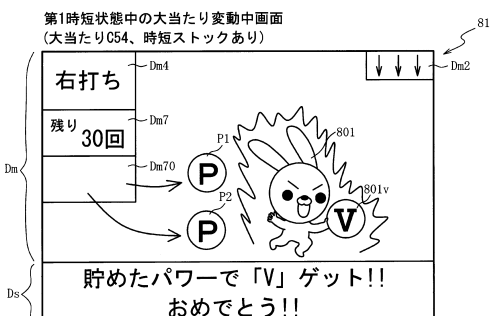 第1時短状態中の大当たり変動中画面
(大当たりC54、時短ストックあり)
81
右打ち
Dm4
↓ ↓ ↓
Dm2
残り 30回
Dm7
P1
801
Dm
Dm70
P
801v
P2
V
P
Ds
貯めたパワーで「V」ゲット!!
おめでとう!!